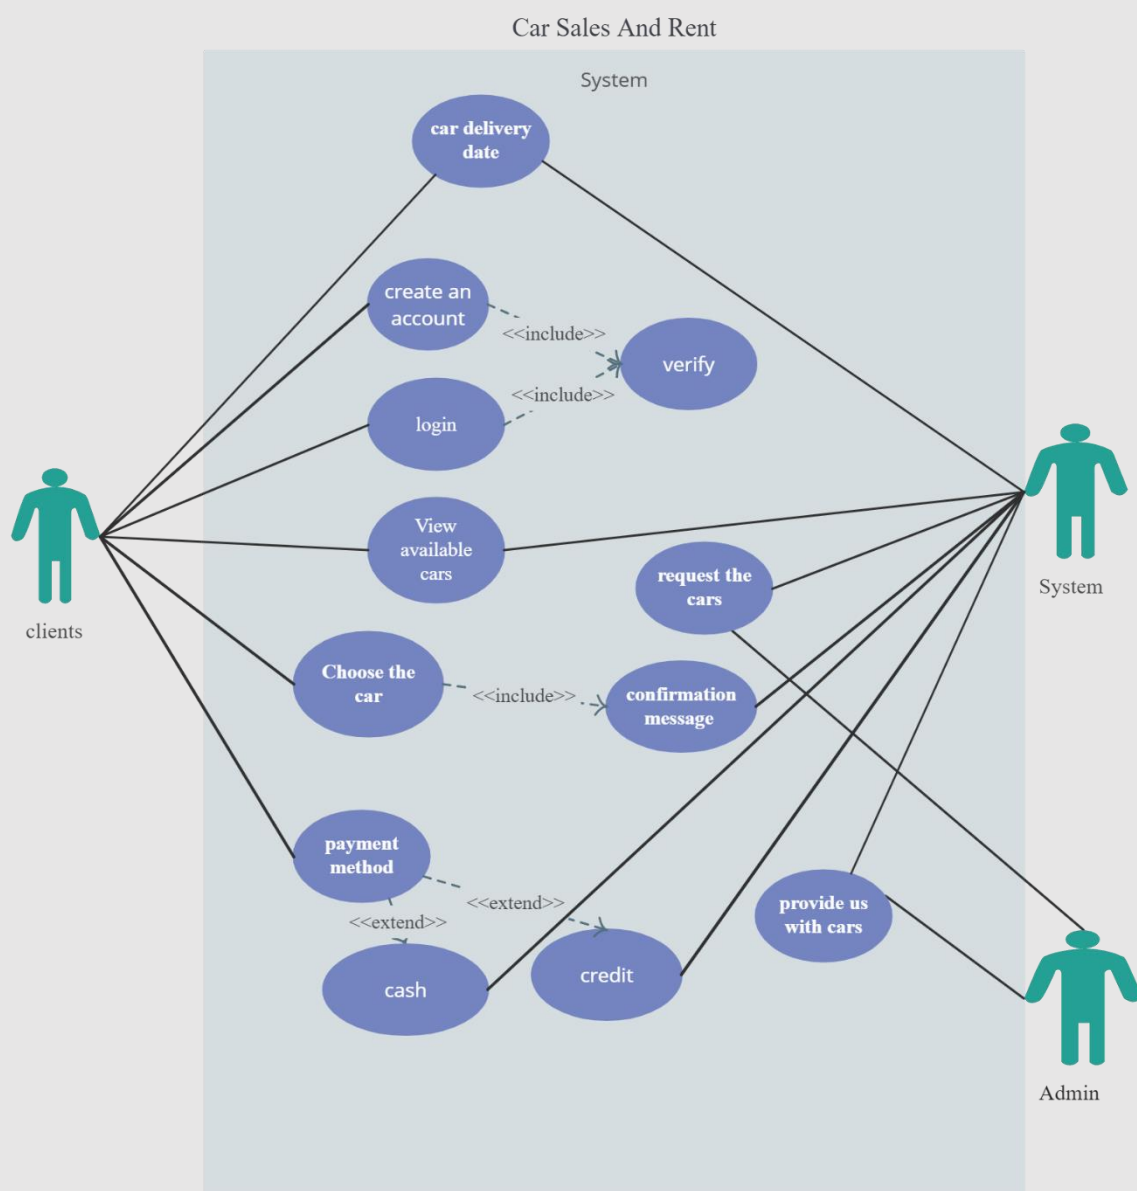 Car Sales And Rent
System
car delivery
date
create an
account
<<include>>
verify
<<include>>
login
View
available
cars
request the
cars
System
clients
Choose the
car
<<include>>
confirmation
message
payment
method
<<extend>>
<<extend>>
provide us
with cars
cash
credit
Admin